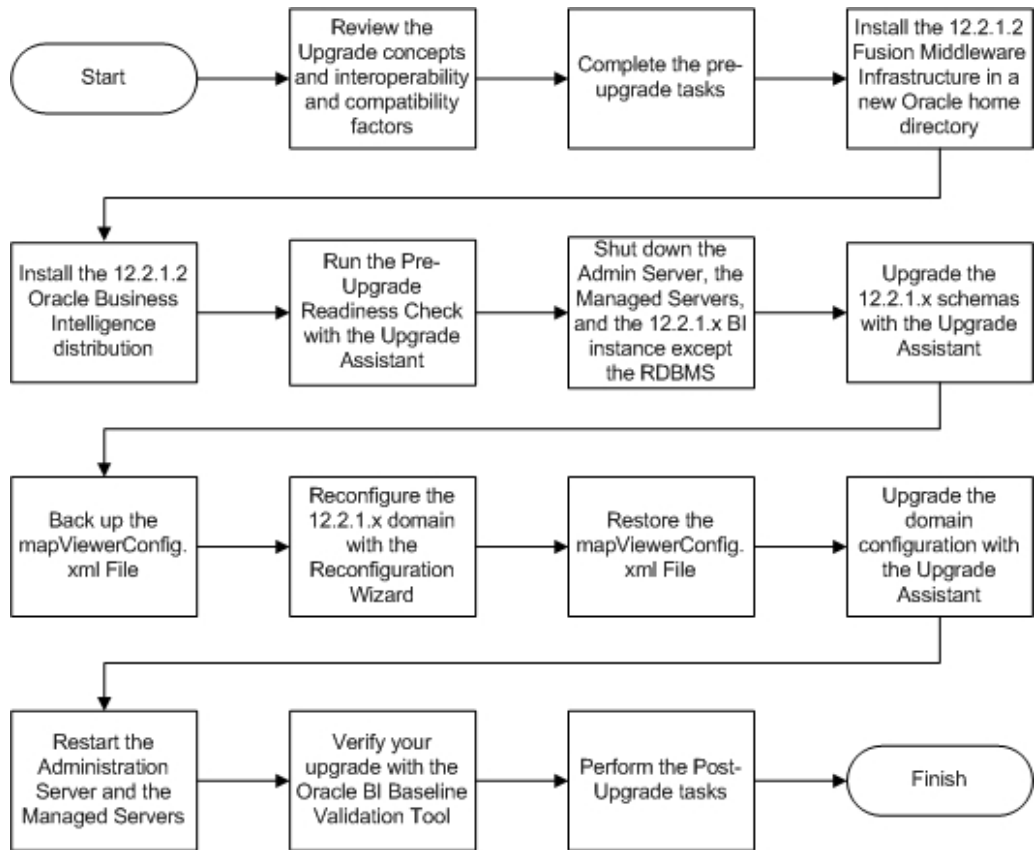 Start
Review the
Upgrade concepts
and interoperability
and compatibility
factors
Complete the pre-
upgrade tasks
Install the 12.2.1.2
Fusion Middleware
Infrastructure in a
new Oracle home
directory
Install the 12.2.1.2
Oracle Business
Intelligence
distribution
Run the Pre-
Upgrade
Readiness Check
with the Upgrade
Assistant
Shut down the
Admin Server, the
Managed Servers,
and the 12.2.1.x BI
instance except
the RDBMS
Upgrade the
12.2.1.x schemas
with the Upgrade
Assistant
Back up the
mapViewerConfig.
xml File
Reconfigure the
12.2.1.x domain
with the
Reconfiguration
Wizard
Restore the
mapViewerConfig.
xml File
Upgrade the
domain
configuration with
the Upgrade
Assistant
Restart the
Administration
Server and the
Managed Servers
Verify your
upgrade with the
Oracle BI Baseline
Validation Tool
Perform the Post-
Upgrade tasks
Finish